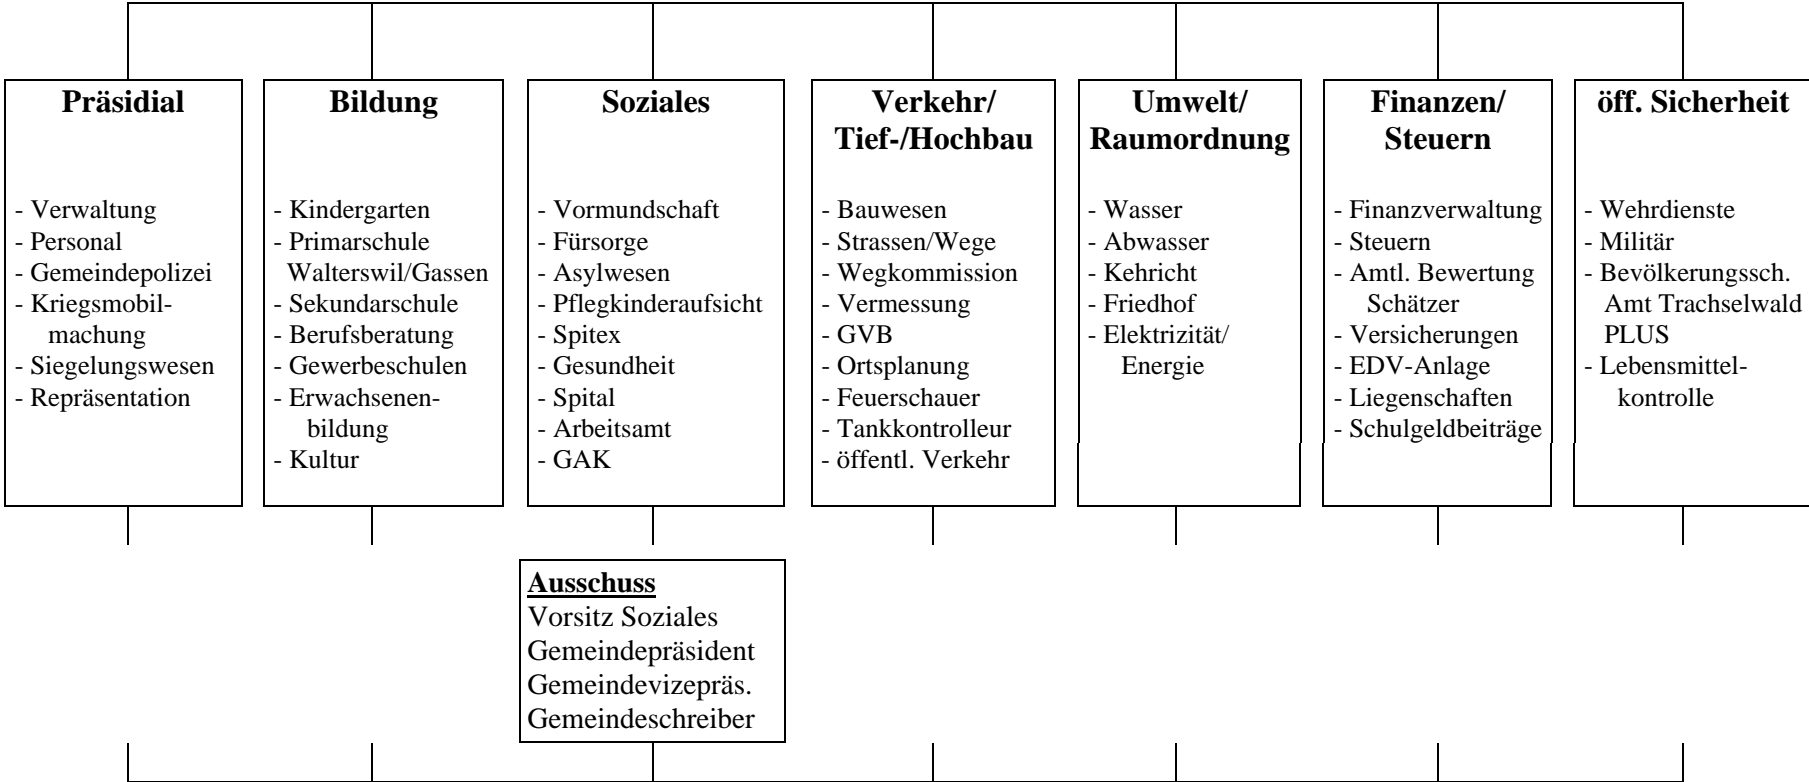 Präsidial
- Verwaltung
- Personal
- Gemeindepolizei
- Kriegsmobil-
machung
- Siegelungswesen
- Repräsentation
Bildung
- Kindergarten
- Primarschule
Walterswil/Gassen
- Sekundarschule
- Berufsberatung
- Gewerbeschulen
- Erwachsenen-
bildung
- Kultur
Soziales
- Vormundschaft
- Fürsorge
- Asylwesen
- Pflegkinderaufsicht
- Spitex
- Gesundheit
- Spital
- Arbeitsamt
- GAK
Verkehr/
Tief-/Hochbau
- Bauwesen
- Strassen/Wege
- Wegkommission
- Vermessung
- GVB
- Ortsplanung
- Feuerschauer
- Tankkontrolleur
- öffentl. Verkehr
Umwelt/
Raumordnung
- Wasser
- Abwasser
- Kehricht
- Friedhof
- Elektrizität/
Energie
Finanzen/
Steuern
- Finanzverwaltung
- Steuern
- Amtl. Bewertung
Schätzer
- Versicherungen
- EDV-Anlage
- Liegenschaften
- Schulgeldbeiträge
öff. Sicherheit
- Wehrdienste
- Militär
- Bevölkerungssch.
Amt Trachselwald
PLUS
- Lebensmittel-
kontrolle
Ausschuss
Vorsitz Soziales
Gemeindepräsident
Gemeindevizepräs.
Gemeindeschreiber